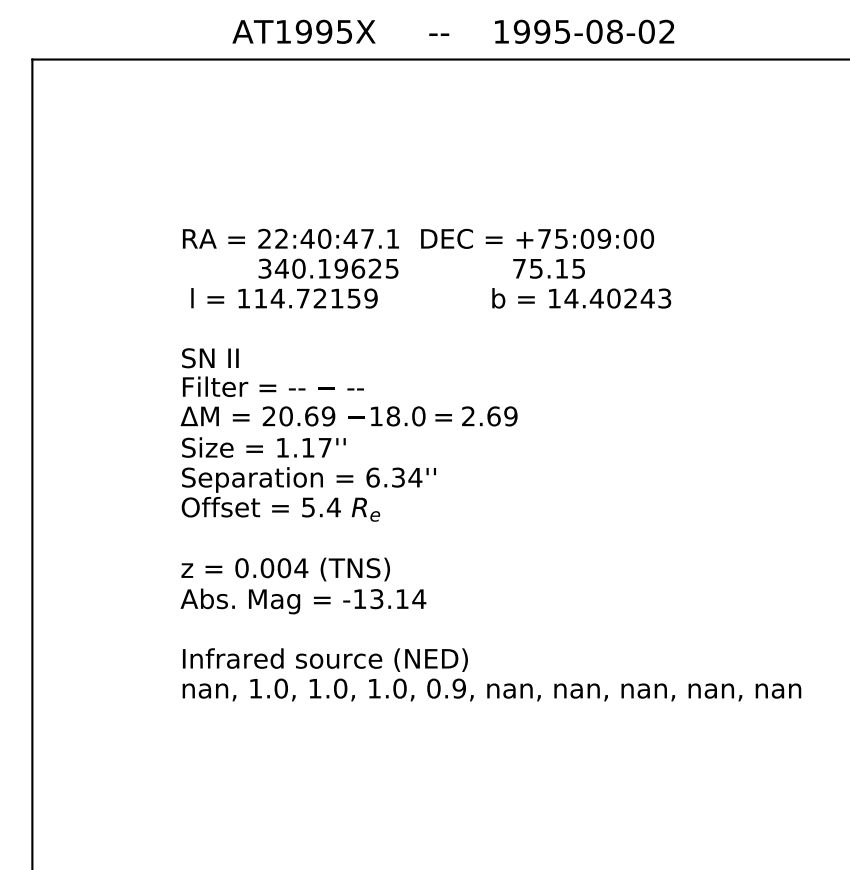 AT1995X -- 1995-08-02
RA = 22:40:47.1 DEC = +75:09:00
340.19625 75.15
l = 114.72159 b = 14.40243
SN II
Filter = -- − --
ΔM = 20.69 −18.0 = 2.69
Size = 1.17''
Separation = 6.34''
Offset = 5.4 Rₑ
z = 0.004 (TNS)
Abs. Mag = -13.14
Infrared source (NED)
nan, 1.0, 1.0, 1.0, 0.9, nan, nan, nan, nan, nan